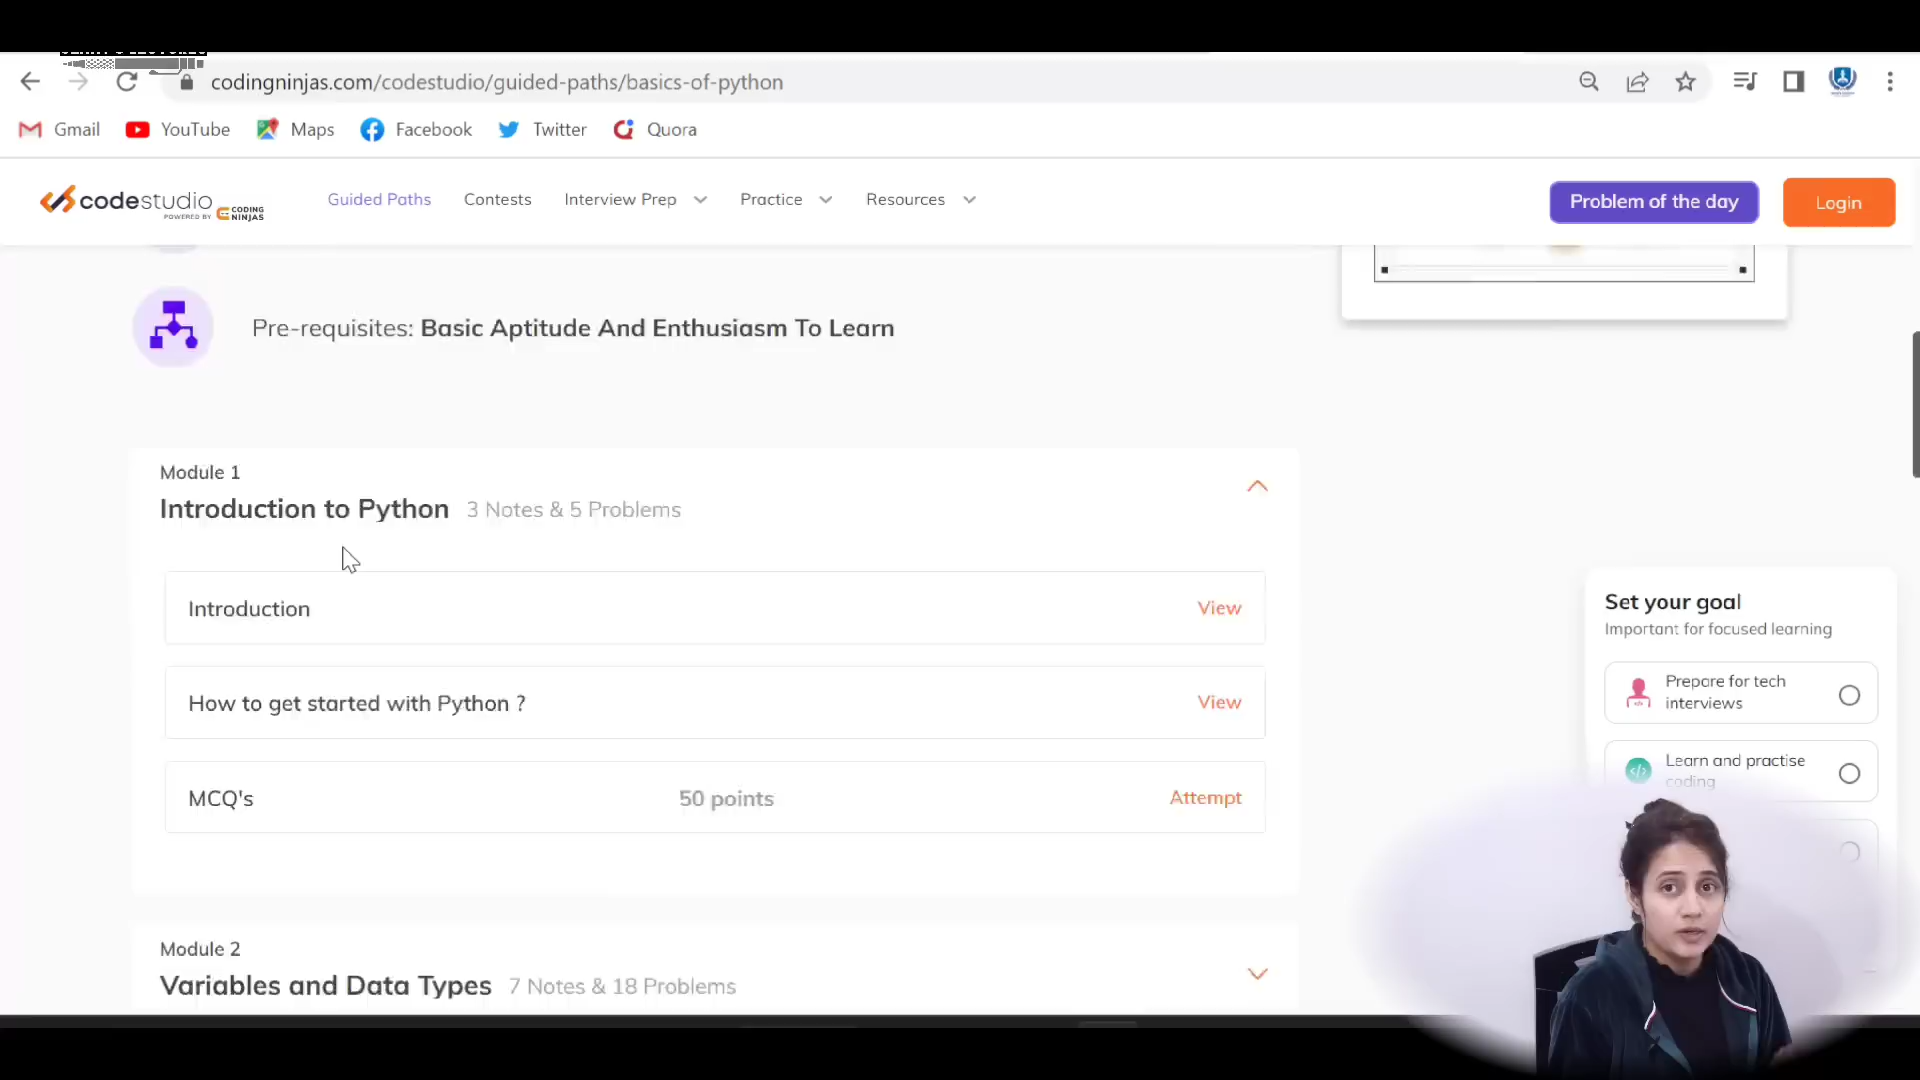 codingninjas.com/codestudio/guided-paths/basics-of-python
Gmail YouTube Maps Facebook Twitter Quora
codestudio
POWERED BY CODING NINJAS
Guided Paths Contests Interview Prep Practice Resources
Problem of the day
Login
Pre-requisites: Basic Aptitude And Enthusiasm To Learn
Module 1
Introduction to Python 3 Notes & 5 Problems
Introduction View
How to get started with Python ? View
MCQ's 50 points Attempt
Module 2
Variables and Data Types 7 Notes & 18 Problems
Set your goal
Important for focused learning
Prepare for tech
interviews
Learn and practise
coding